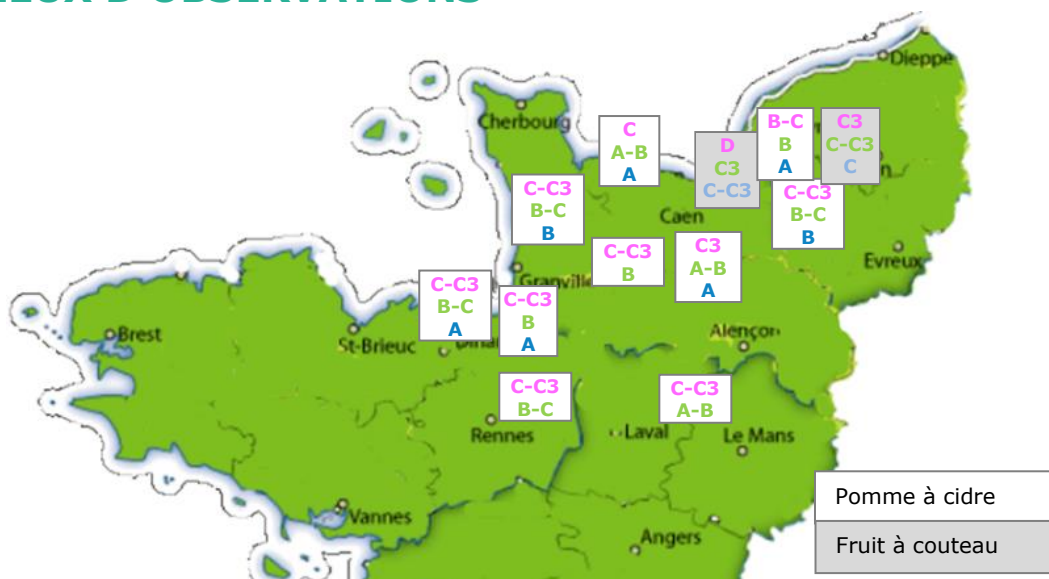 Dieppe
Cherbourg
C
A-B
A
D
C3
C-C3
B-C
B
A
C3
C-C3
C
C-C3
B-C
B
C-C3
B-C
B
Caen
C-C3
B
C3
A-B
A
Evreux
Granville
C-C3
B-C
A
C-C3
B
A
Brest
St-Brieuc
Alençon
C-C3
B-C
C-C3
A-B
Rennes
Laval
Le Mans
Vannes
Angers
Pomme à cidre
Fruit à couteau